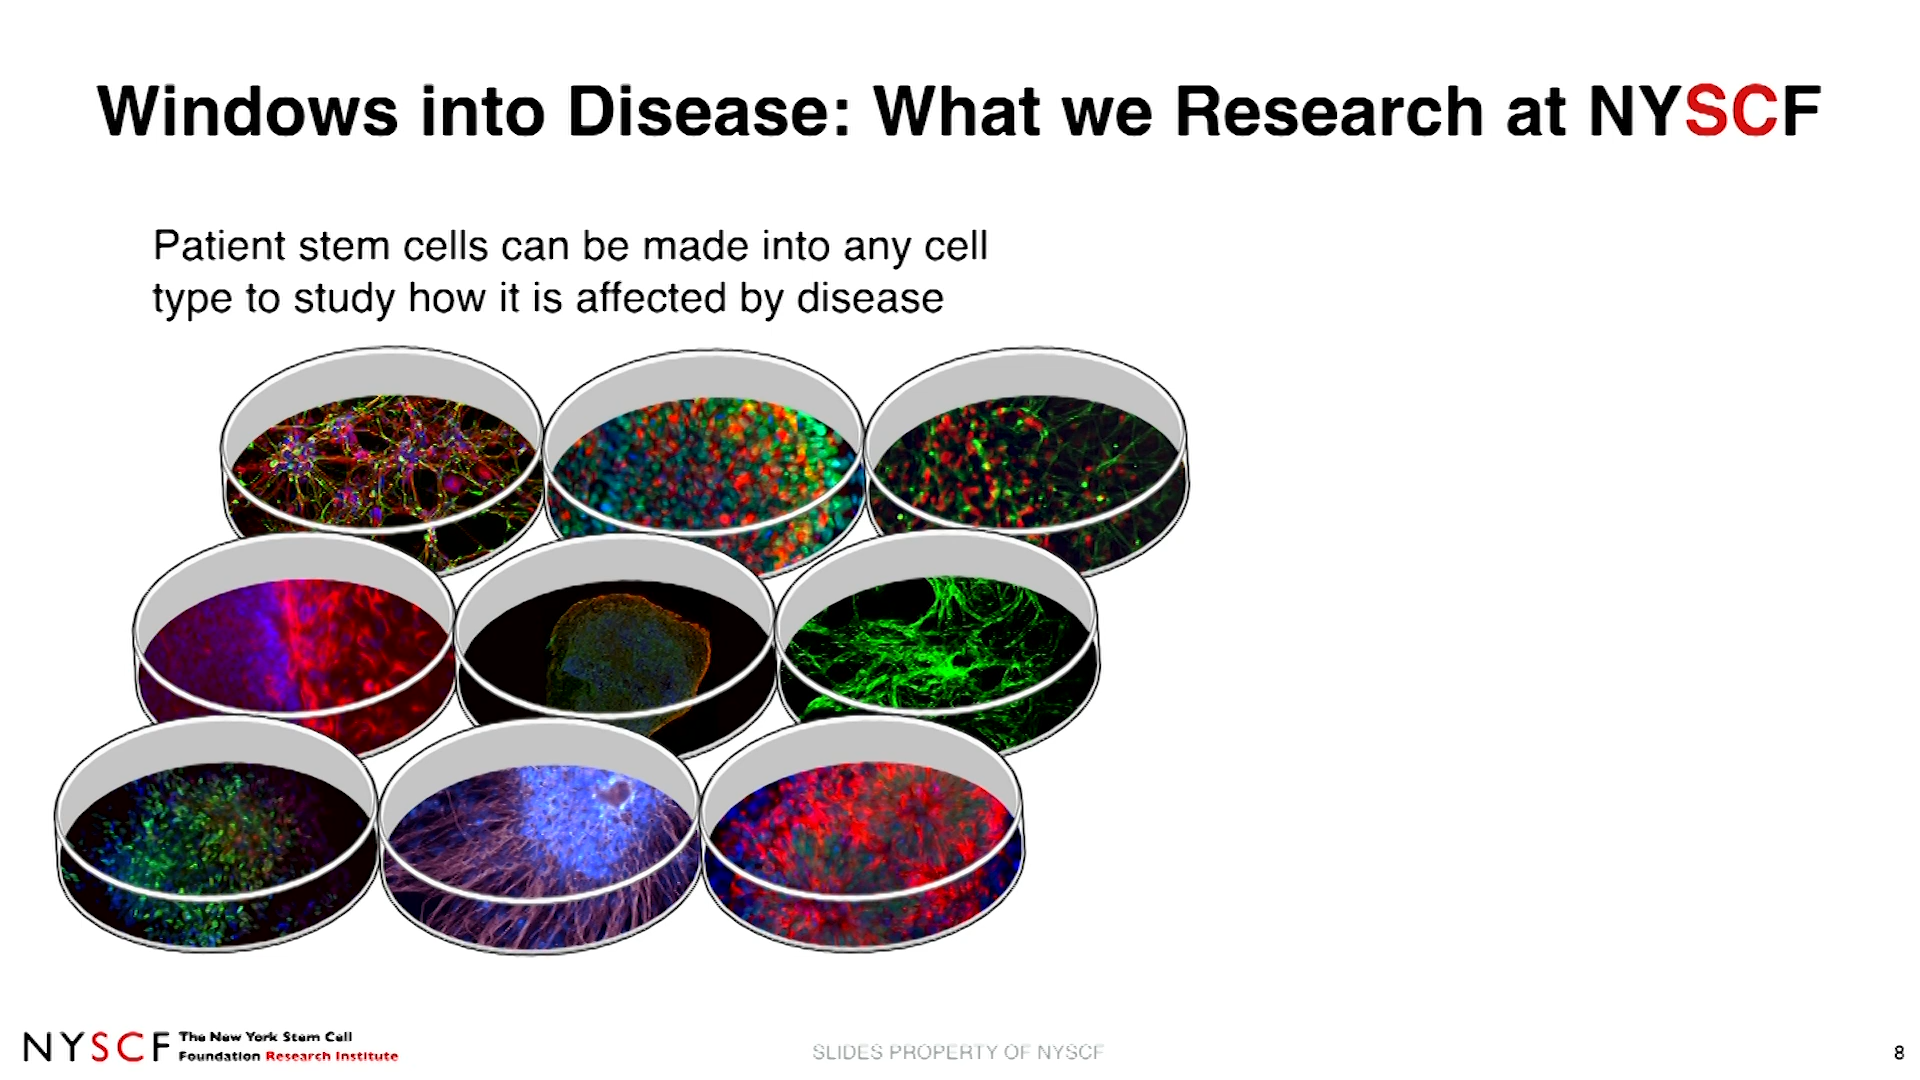 Windows into Disease: What we Research at NYSCF
Patient stem cells can be made into any cell
type to study how it is affected by disease
NYSCF The New York Stem Cell
Foundation Research Institute
SLIDES PROPERTY OF NYSCF
8